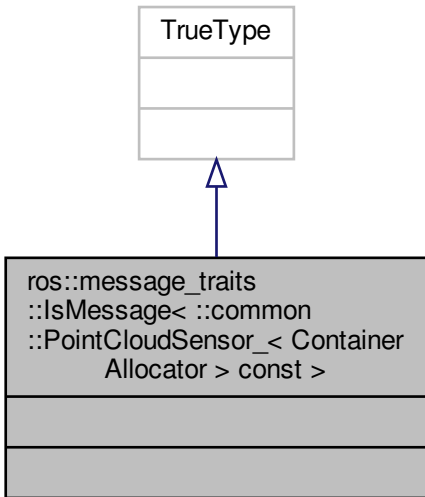 TrueType
ros::message_traits
::IsMessage< ::common
::PointCloudSensor_< Container
Allocator > const >